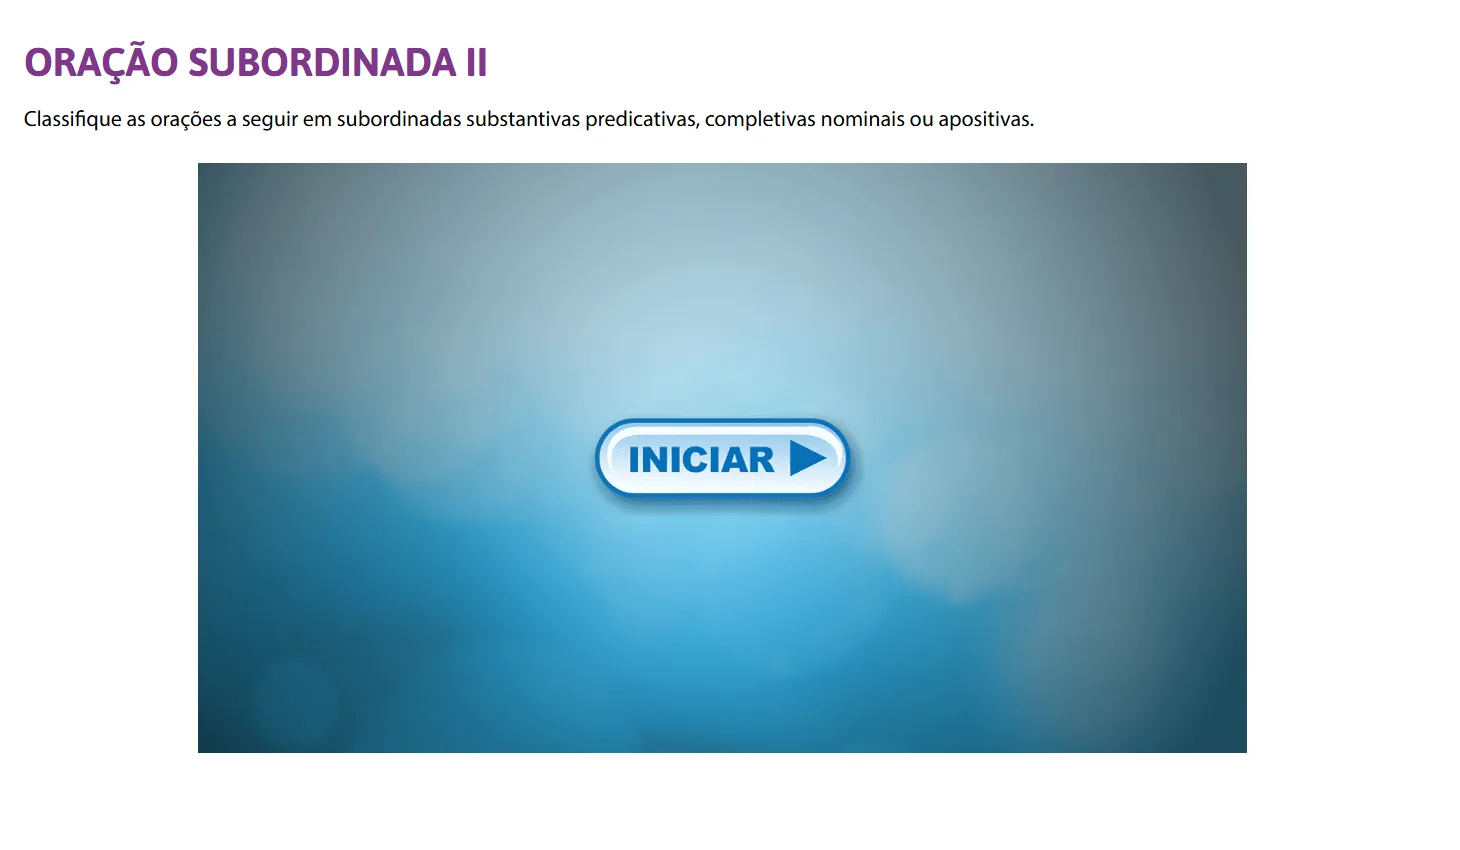 ORAÇÃO SUBORDINADA II
Classifique as orações a seguir em subordinadas substantivas predicativas, completivas nominais ou apositivas.
INICIAR